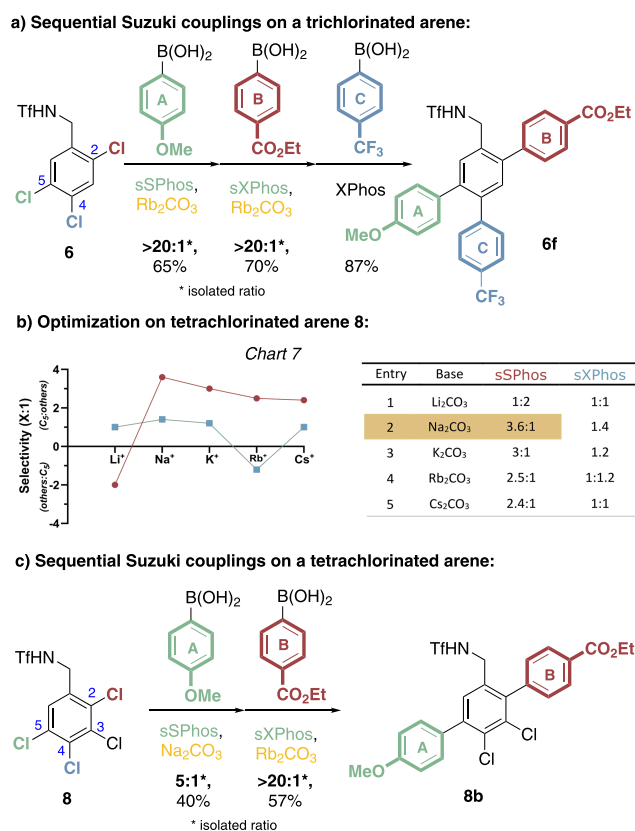 a) Sequential Suzuki couplings on a trichlorinated arene:
B(OH)₂ B(OH)₂ B(OH)₂
A B C
OMe CO₂Et CF₃
TfHN
2 Cl
5
Cl 4
Cl
6
sSPhos, sXPhos, XPhos
Rb₂CO₃ Rb₂CO₃
>20:1*, >20:1*,
65% 70% 87%
* isolated ratio
TfHN
CO₂Et
B
A
MeO
C
CF₃
6f
b) Optimization on tetrachlorinated arene 8:
Chart 7
Selectivity (X:1)
(others:C₅) (C₅:others)
4
2
0
-2
-4
Li⁺ Na⁺ K⁺ Rb⁺ Cs⁺
Entry Base sSPhos sXPhos
1 Li₂CO₃ 1:2 1:1
2 Na₂CO₃ 3.6:1 1.4
3 K₂CO₃ 3:1 1.2
4 Rb₂CO₃ 2.5:1 1:1.2
5 Cs₂CO₃ 2.4:1 1:1
c) Sequential Suzuki couplings on a tetrachlorinated arene:
B(OH)₂ B(OH)₂
A B
OMe CO₂Et
TfHN
2 Cl
5 3
Cl 4 Cl
Cl
8
sSPhos, sXPhos,
Na₂CO₃ Rb₂CO₃
5:1*, >20:1*,
40% 57%
* isolated ratio
TfHN
CO₂Et
B
A Cl
MeO Cl
8b